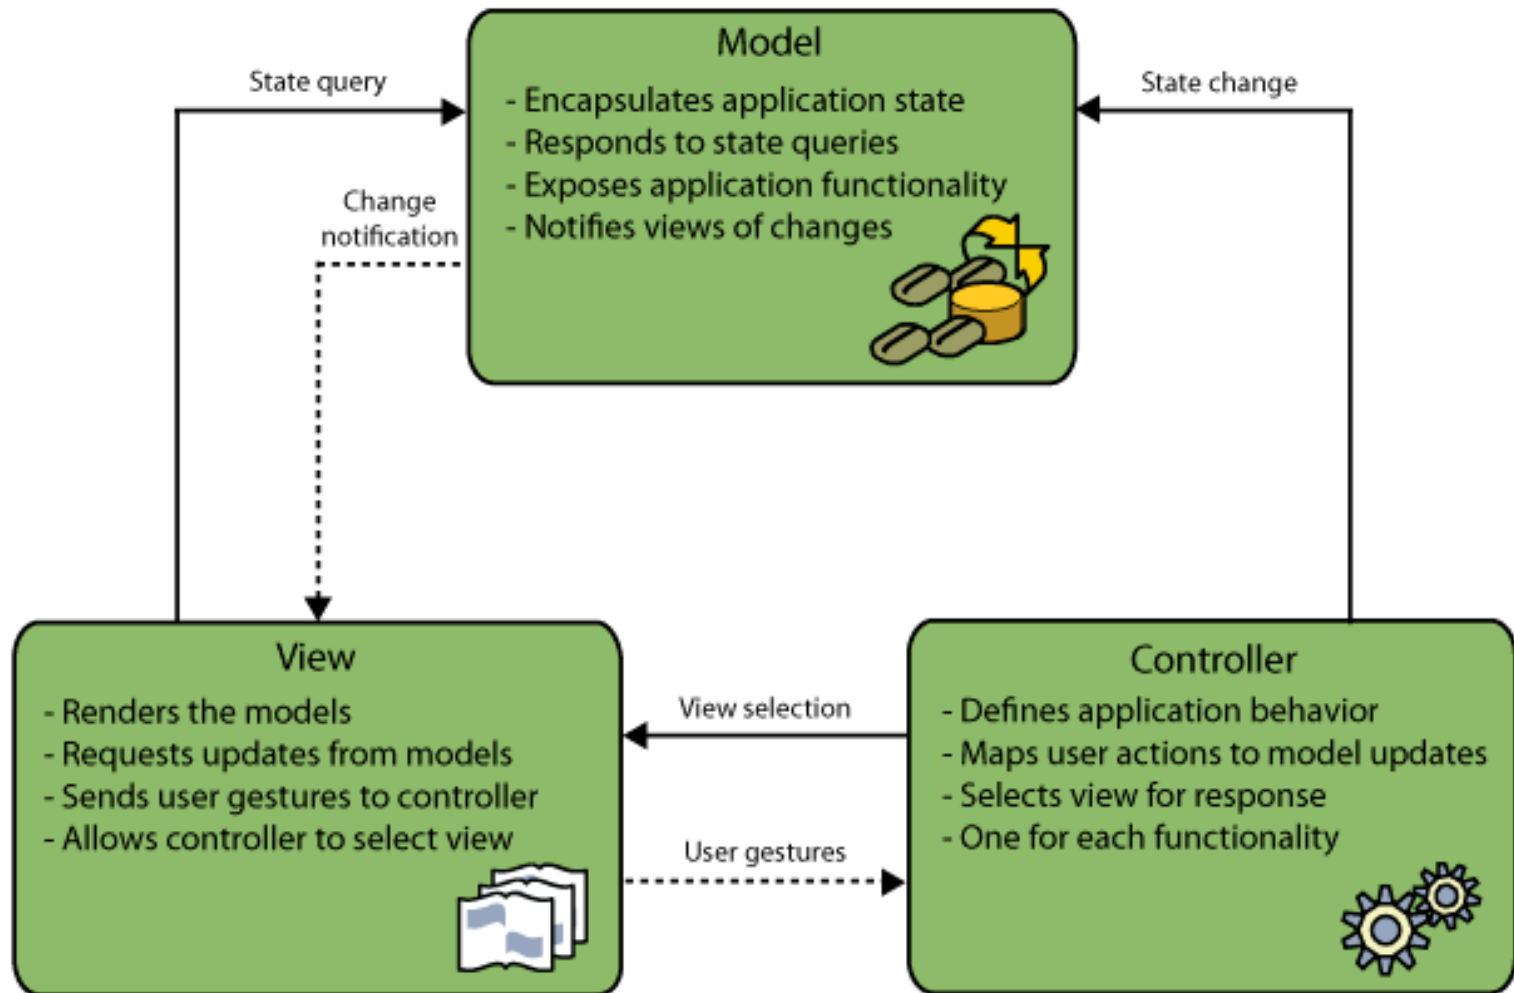 Model
- Encapsulates application state
- Responds to state queries
- Exposes application functionality
- Notifies views of changes
State query
State change
Change
notification
View
- Renders the models
- Requests updates from models
- Sends user gestures to controller
- Allows controller to select view
View selection
User gestures
Controller
- Defines application behavior
- Maps user actions to model updates
- Selects view for response
- One for each functionality